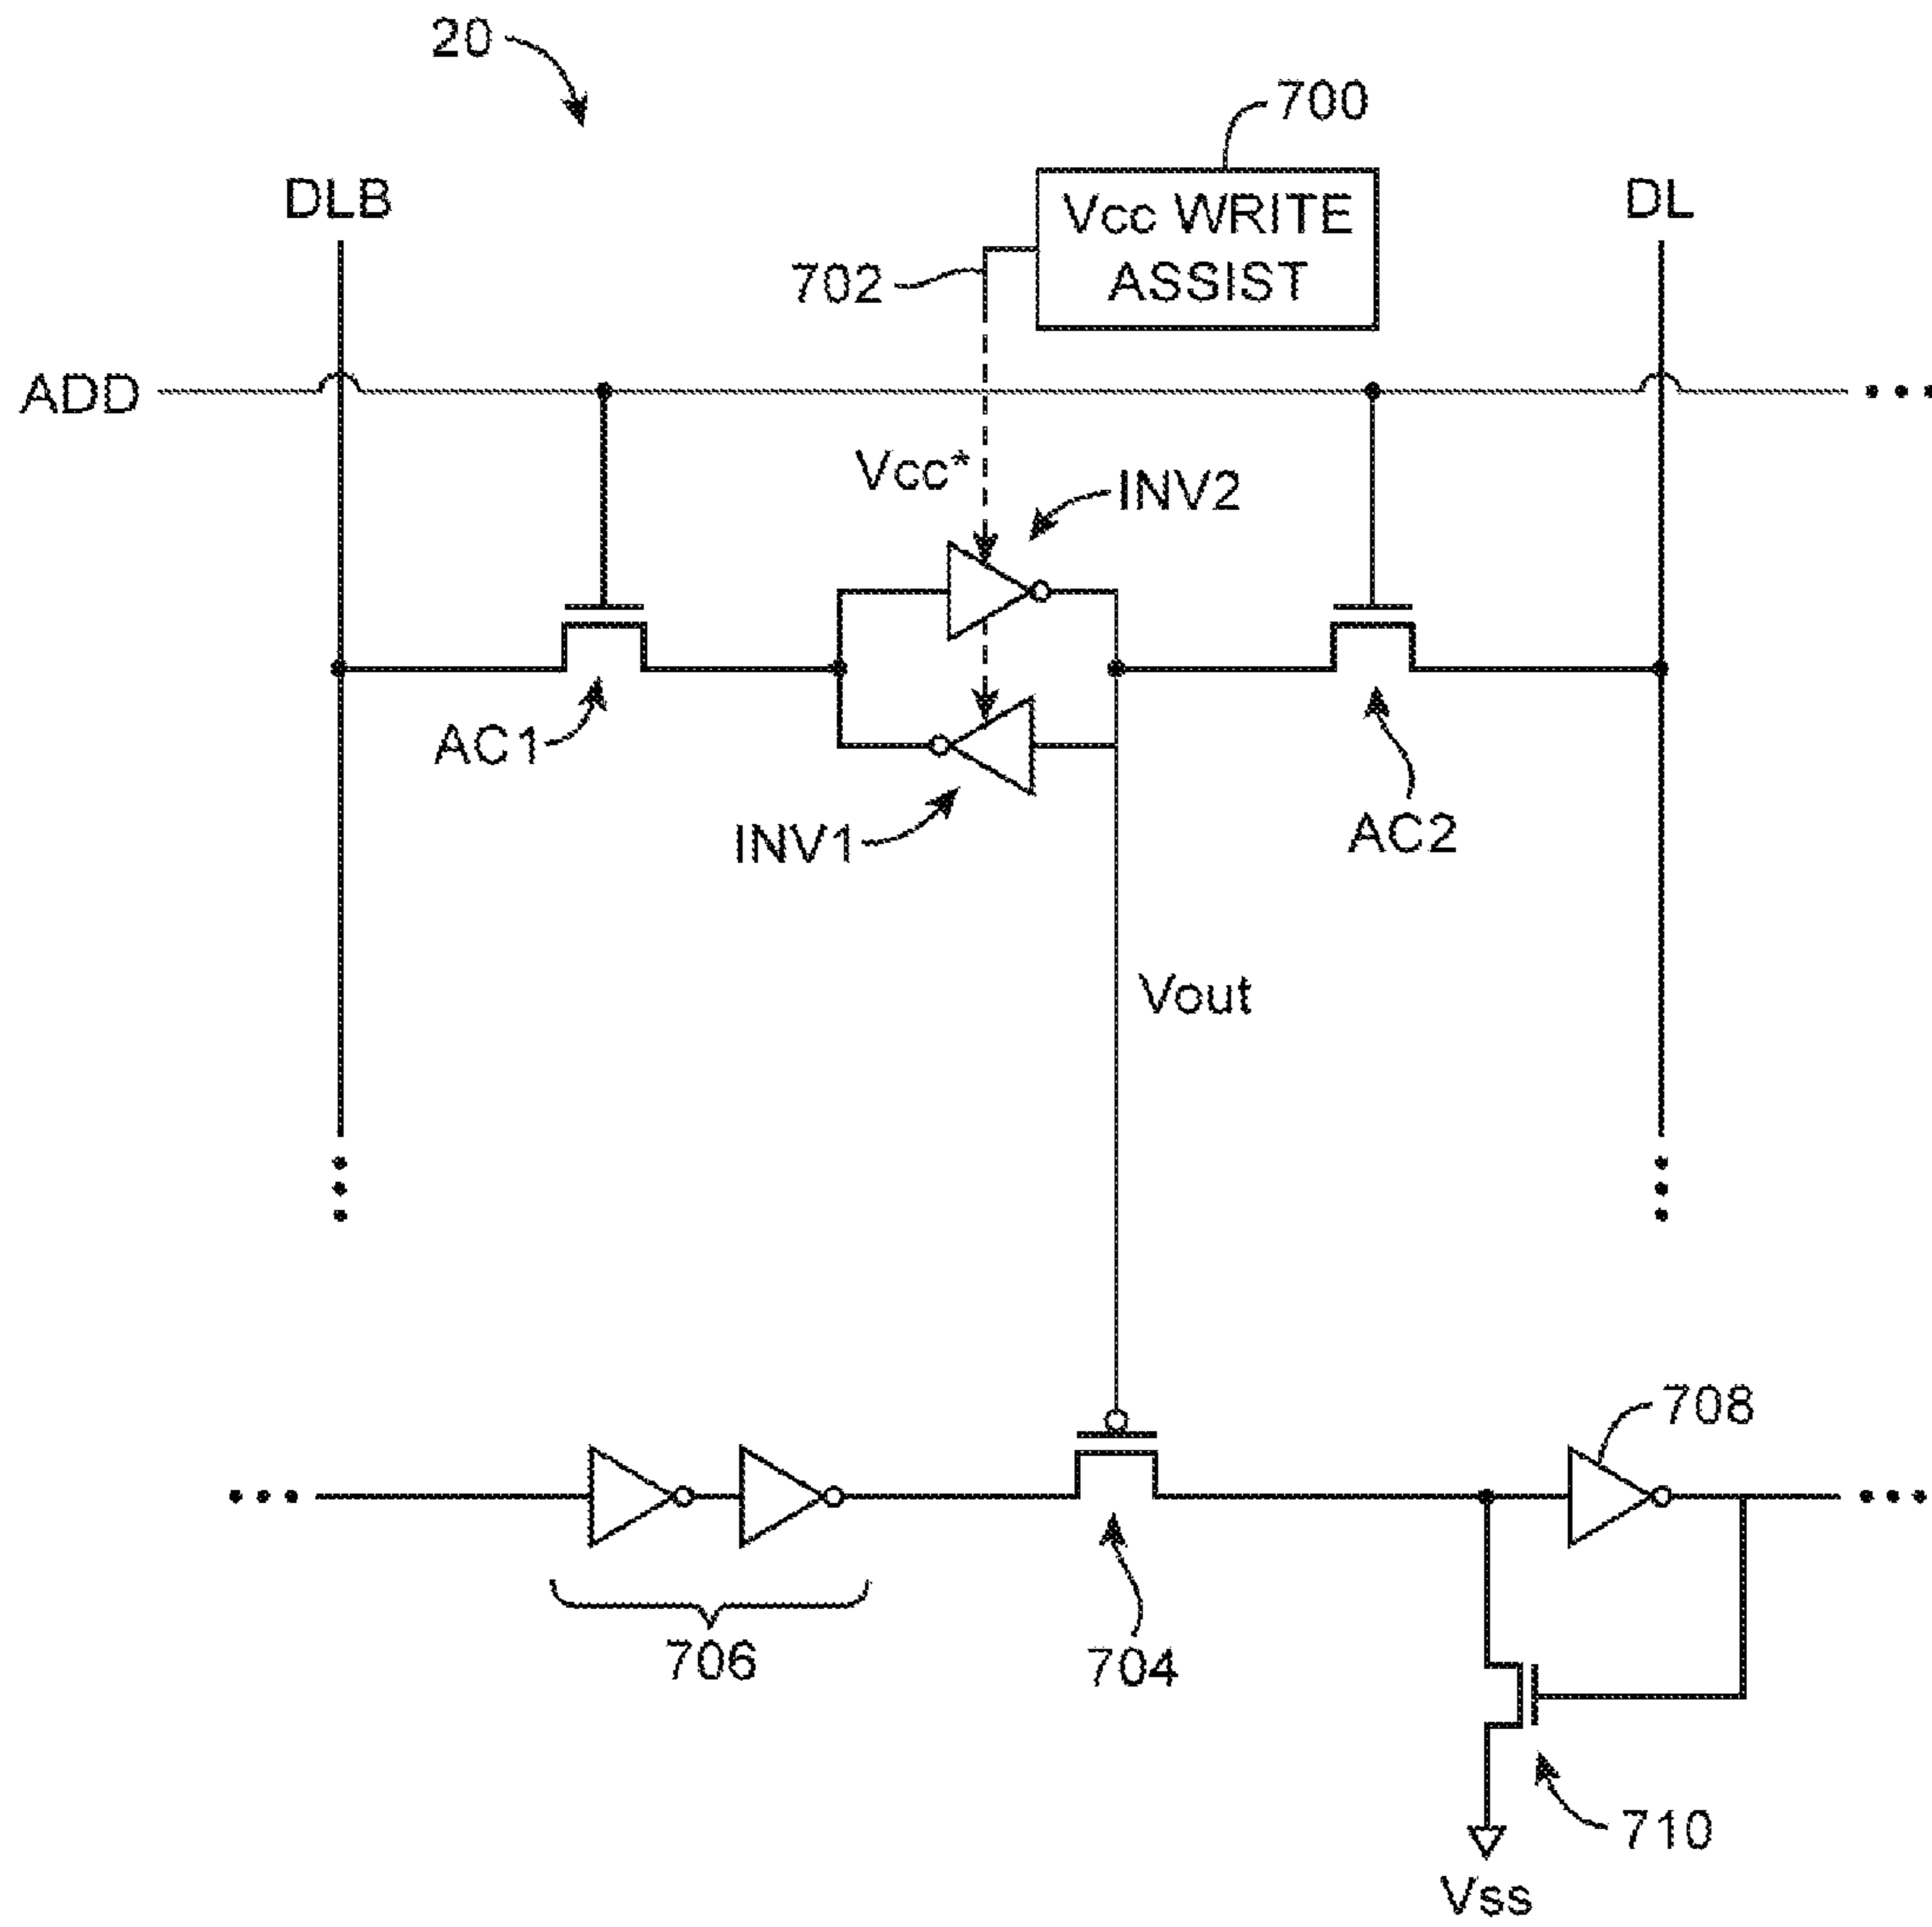 20
700
DLB
Vcc WRITE
ASSIST
DL
702
ADD
Vcc*
INV2
AC1
INV1
AC2
Vout
708
706
704
710
Vss